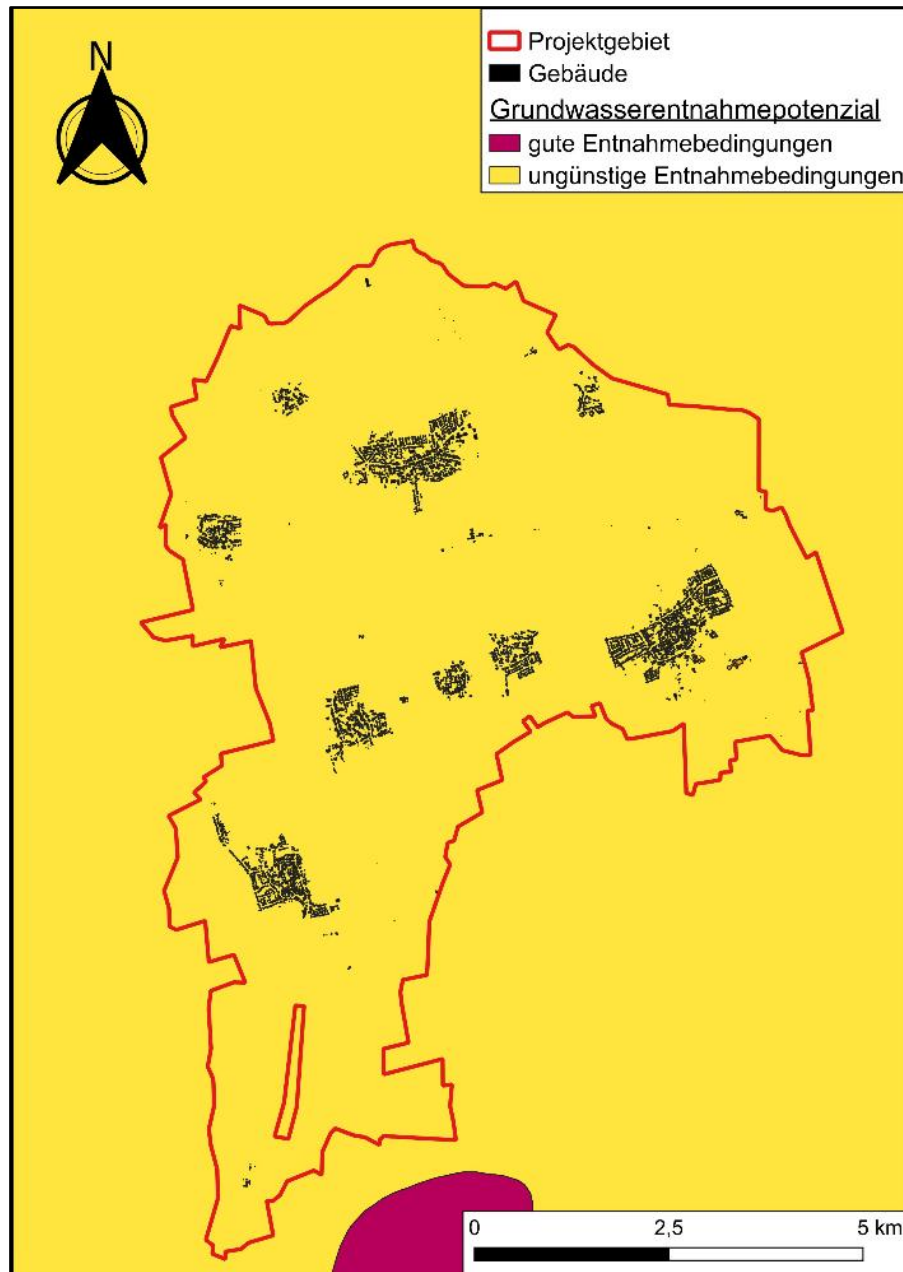 N
Projektgebiet
Gebäude
Grundwasserentnahmepotenzial
gute Entnahmebedingungen
ungünstige Entnahmebedingungen
0 2,5 5 km